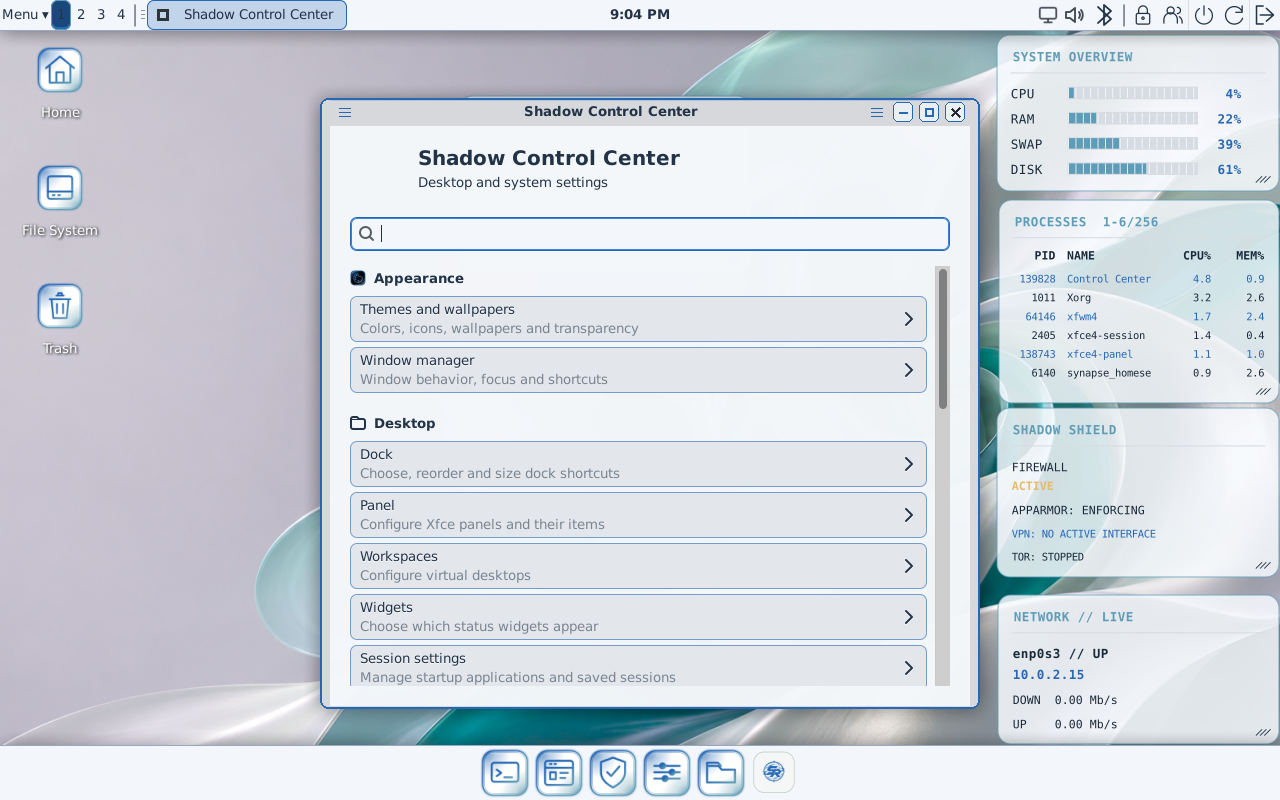 Menu ▾ 1 2 3 4 Shadow Control Center 9:04 PM
Home
File System
Trash
Shadow Control Center
Shadow Control Center
Desktop and system settings
Appearance
Themes and wallpapers
Colors, icons, wallpapers and transparency
Window manager
Window behavior, focus and shortcuts
Desktop
Dock
Choose, reorder and size dock shortcuts
Panel
Configure Xfce panels and their items
Workspaces
Configure virtual desktops
Widgets
Choose which status widgets appear
Session settings
Manage startup applications and saved sessions
SYSTEM OVERVIEW
CPU 4%
RAM 22%
SWAP 39%
DISK 61%
PROCESSES 1-6/256
PID NAME CPU% MEM%
139828 Control Center 4.8 0.9
1011 Xorg 3.2 2.6
64146 xfwm4 1.7 2.4
2405 xfce4-session 1.4 0.4
138743 xfce4-panel 1.1 1.0
6140 synapse_homese 0.9 2.6
SHADOW SHIELD
FIREWALL
ACTIVE
APPARMOR: ENFORCING
VPN: NO ACTIVE INTERFACE
TOR: STOPPED
NETWORK // LIVE
enp0s3 // UP
10.0.2.15
DOWN 0.00 Mb/s
UP 0.00 Mb/s